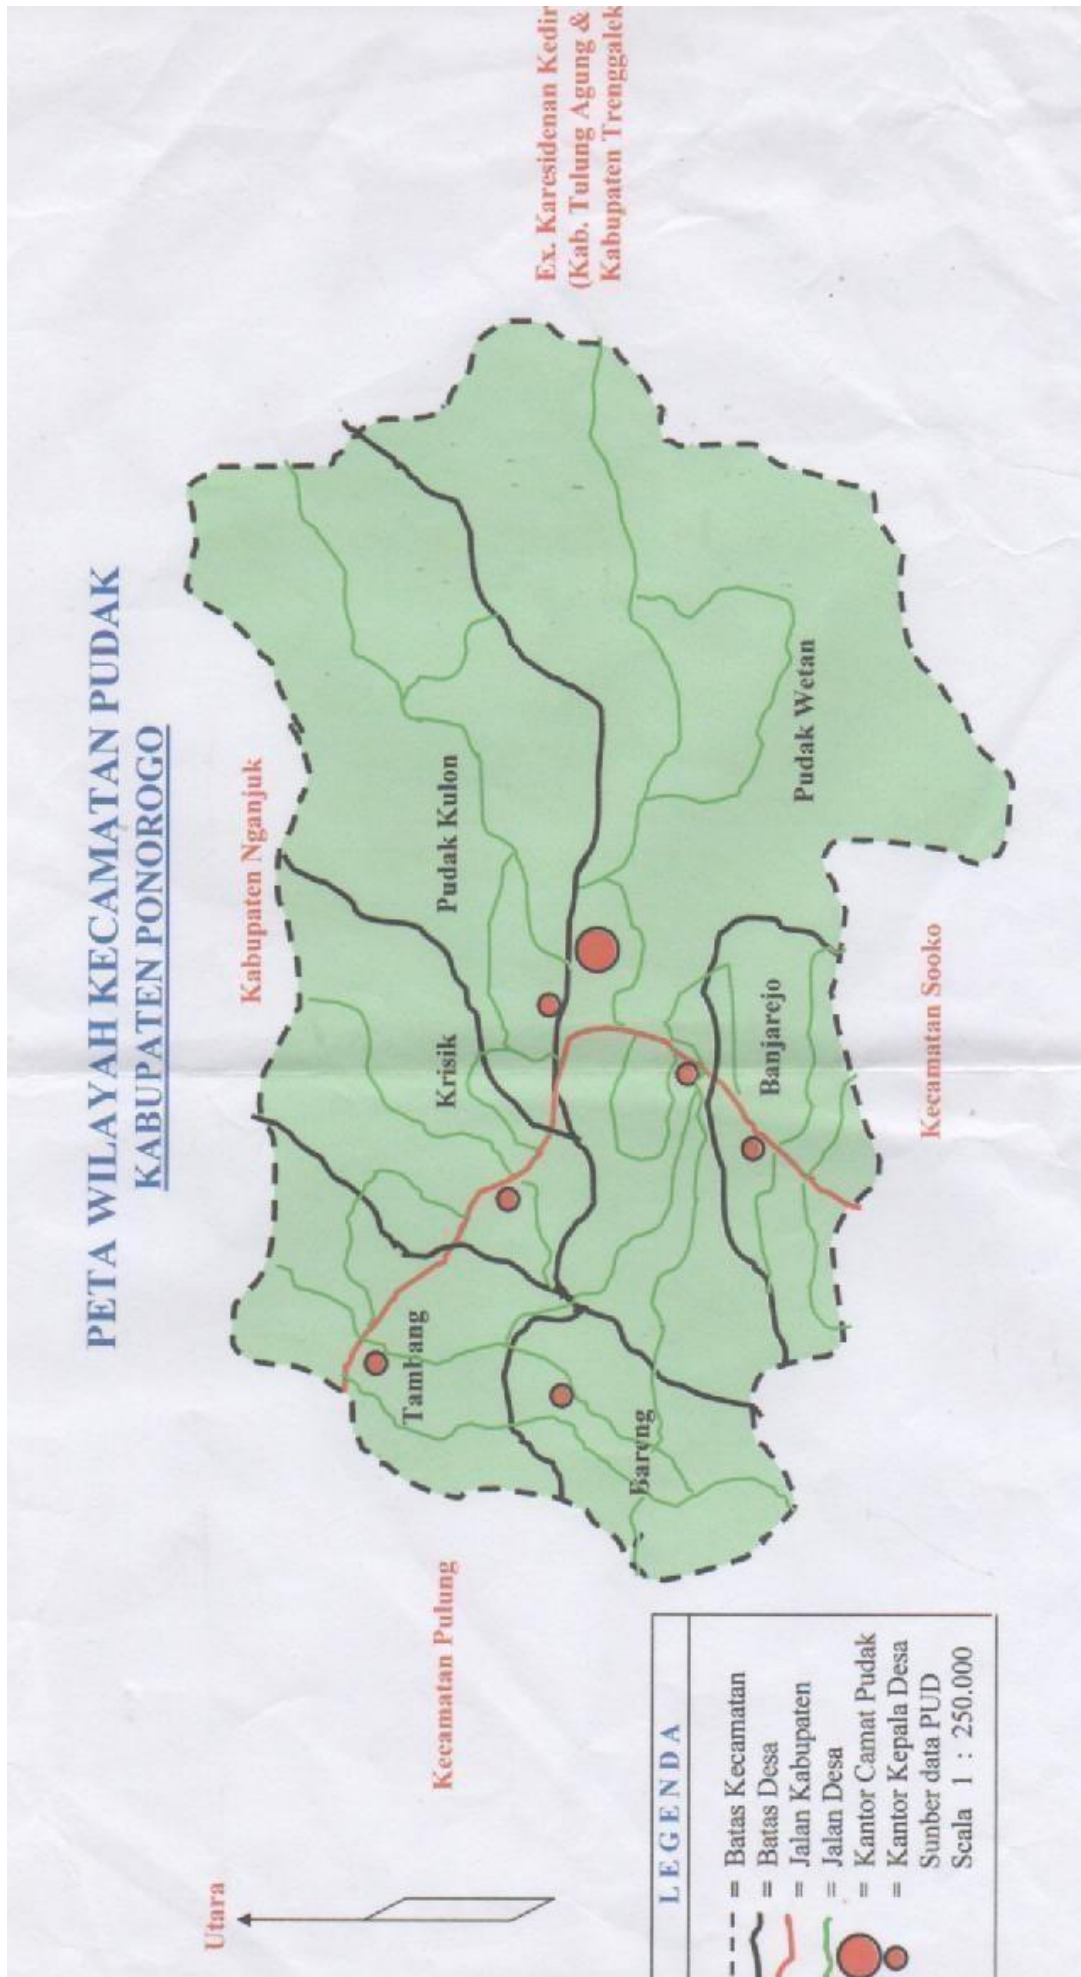 PETA WILAYAH KECAMATAN PUDAK
KABUPATEN PONOROGO
Utara
Kabupaten Nganjuk
Kecamatan Pulung
Ex. Karesidenan Kedir
(Kab. Tulung Agung &
Kabupaten Trenggalek
Tambang
Krisik
Pudak Kulon
Bareng
Banjarejo
Pudak Wetan
Kecamatan Sooko
LEGENDA
= Batas Kecamatan
= Batas Desa
= Jalan Kabupaten
= Jalan Desa
= Kantor Camat Pudak
= Kantor Kepala Desa
Sunber data PUD
Scala 1 : 250.000